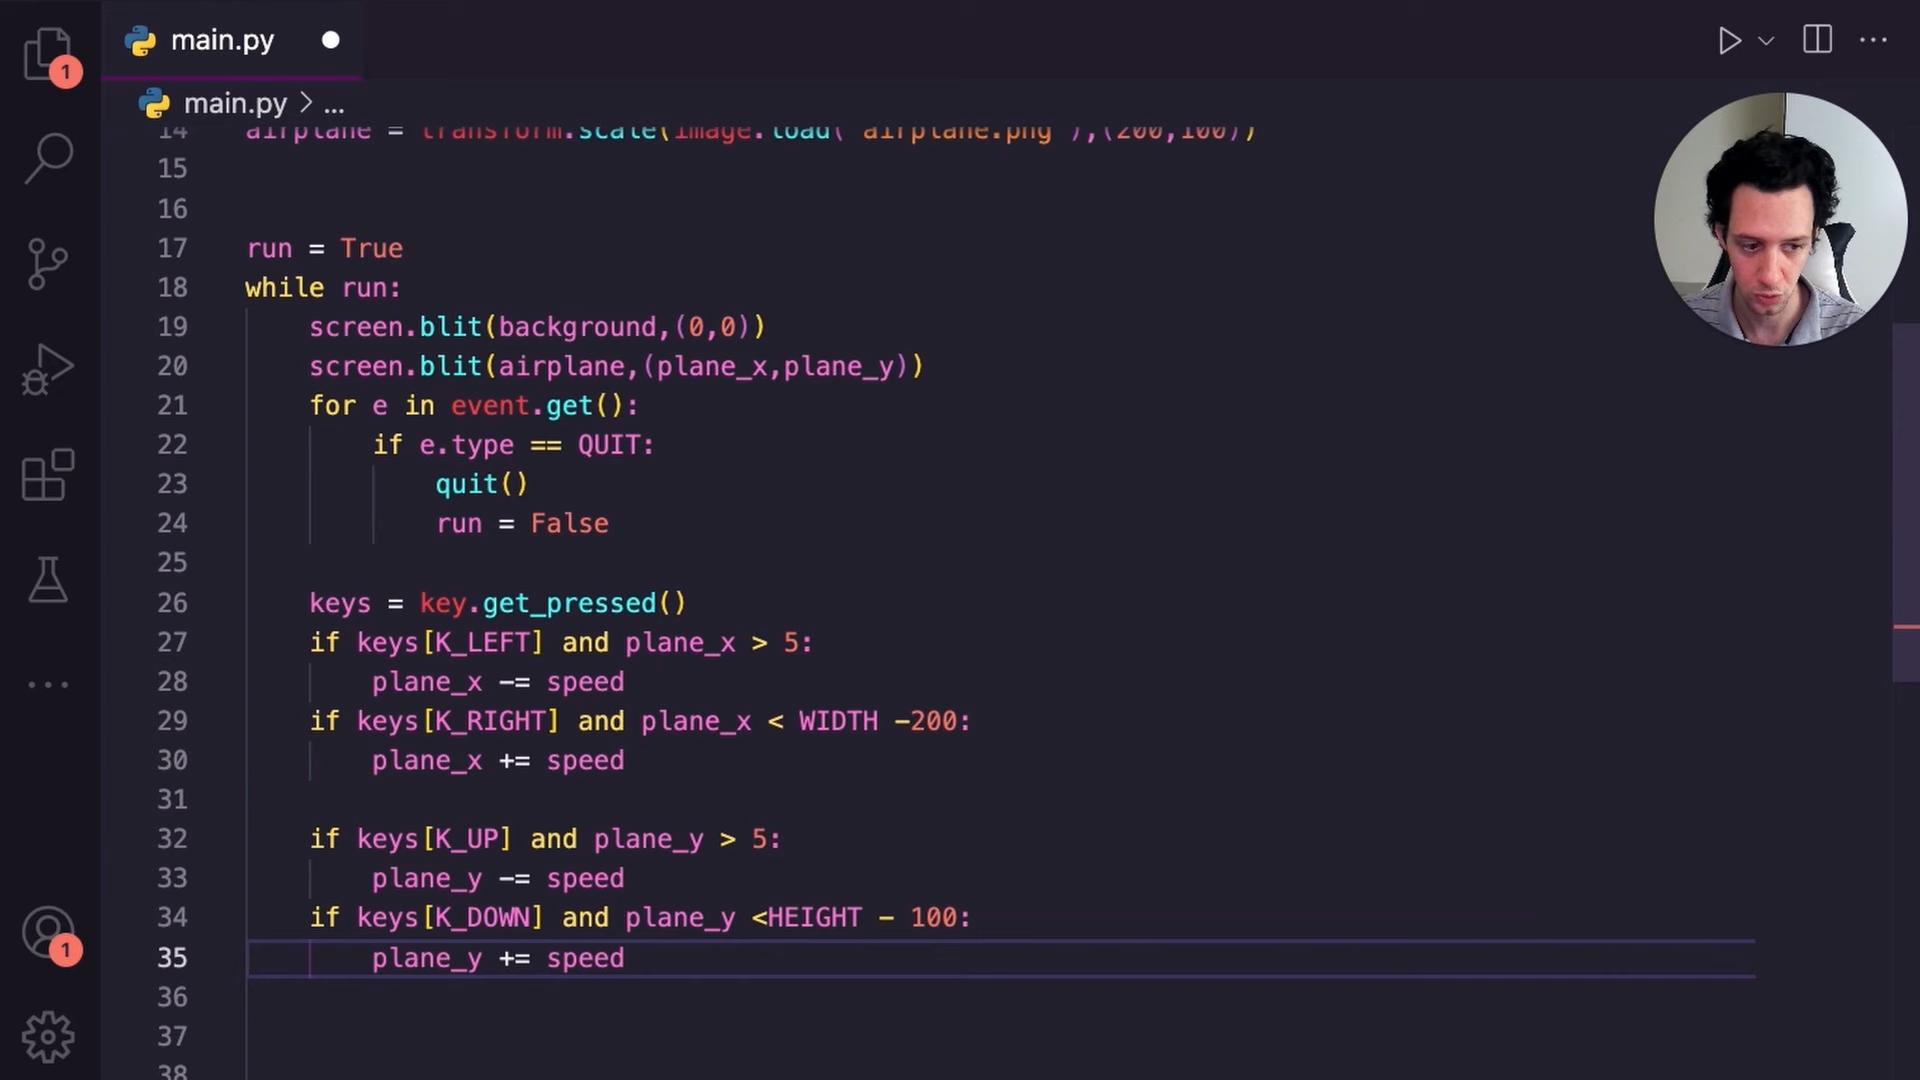 main.py
1
main.py > ...
14 airplane = transform.scale(image.load( airplane.png ),(200,100))
15
16
17 run = True
18 while run:
19 screen.blit(background,(0,0))
20 screen.blit(airplane,(plane_x,plane_y))
21 for e in event.get():
22 if e.type == QUIT:
23 quit()
24 run = False
25
26 keys = key.get_pressed()
27 if keys[K_LEFT] and plane_x > 5:
28 plane_x -= speed
29 if keys[K_RIGHT] and plane_x < WIDTH -200:
30 plane_x += speed
31
32 if keys[K_UP] and plane_y > 5:
33 plane_y -= speed
34 if keys[K_DOWN] and plane_y <HEIGHT - 100:
35 plane_y += speed
36
37
38
1